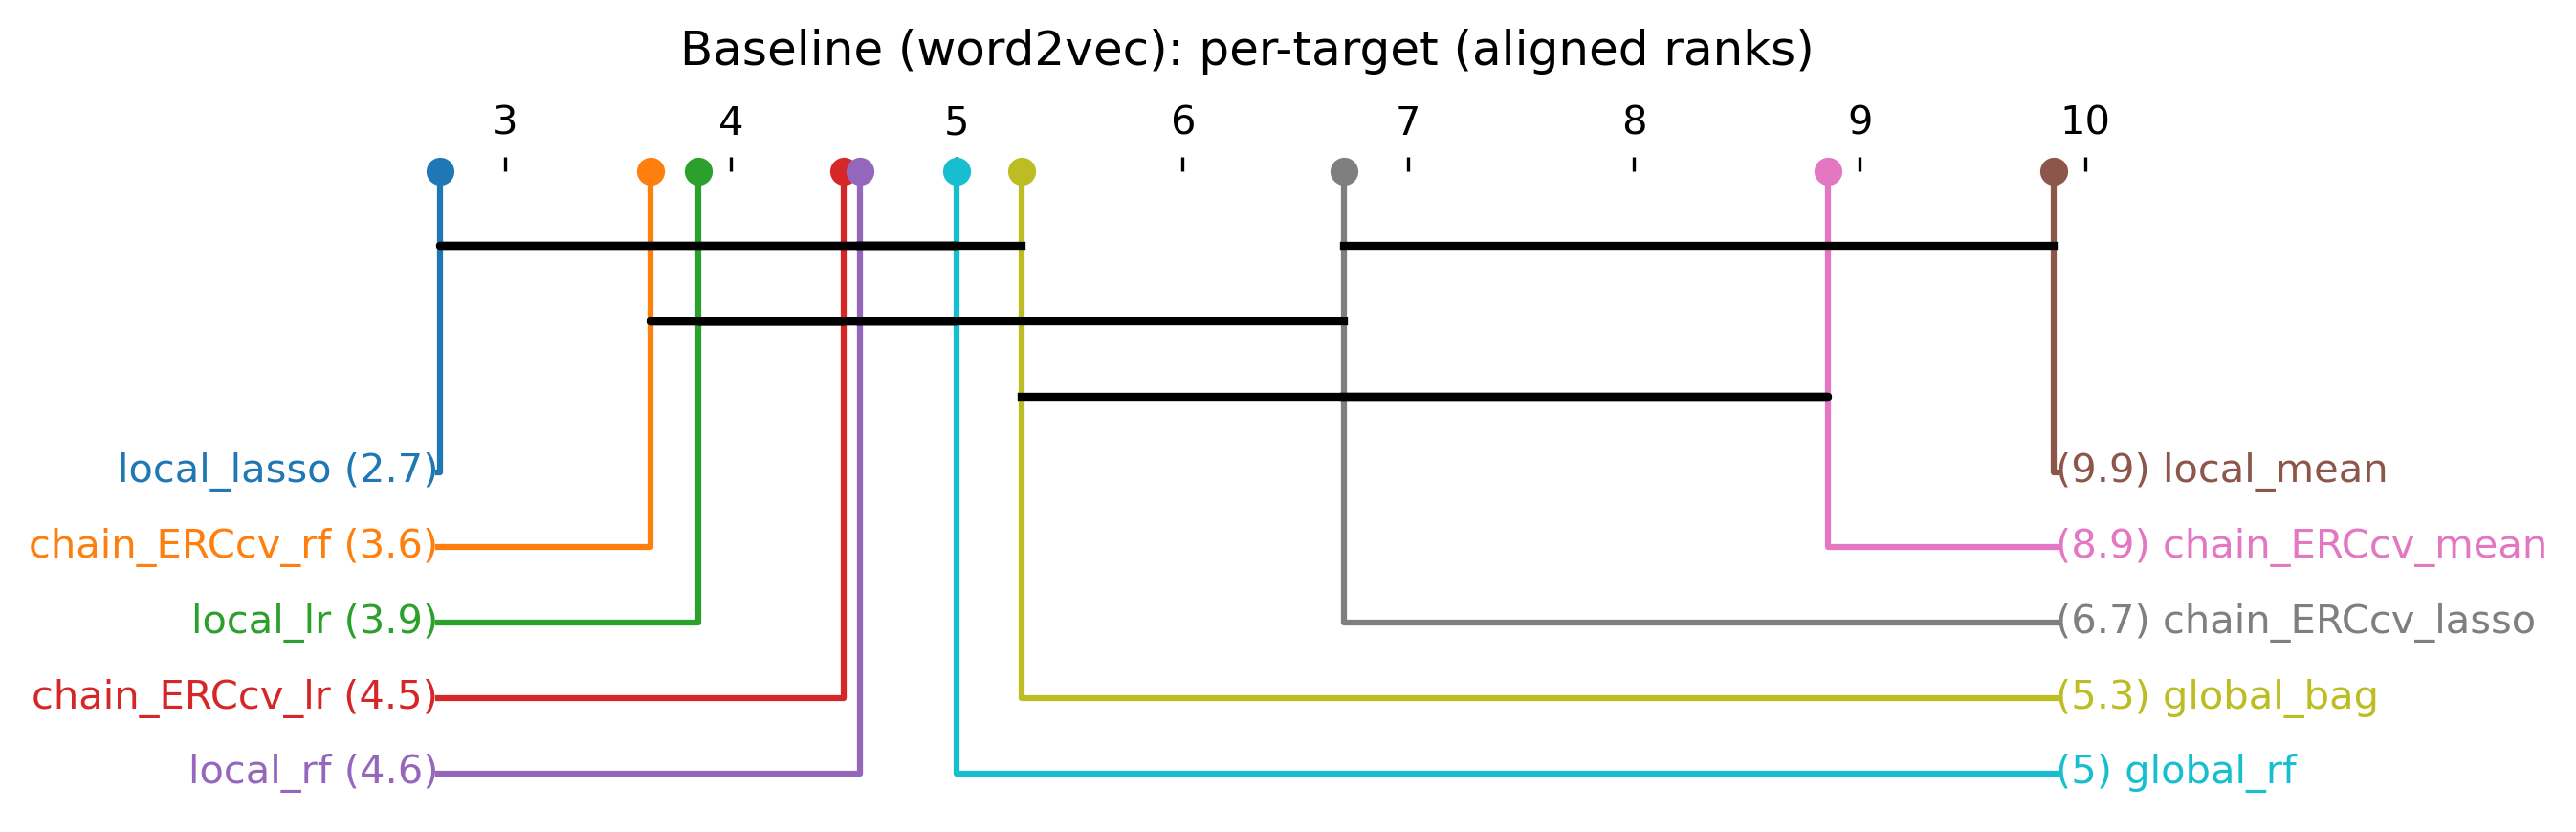 Baseline (word2vec): per-target (aligned ranks)
3 4 5 6 7 8 9 10
local_lasso (2.7) (9.9) local_mean
chain_ERCcv_rf (3.6) (8.9) chain_ERCcv_mean
local_lr (3.9) (6.7) chain_ERCcv_lasso
chain_ERCcv_lr (4.5) (5.3) global_bag
local_rf (4.6) (5) global_rf